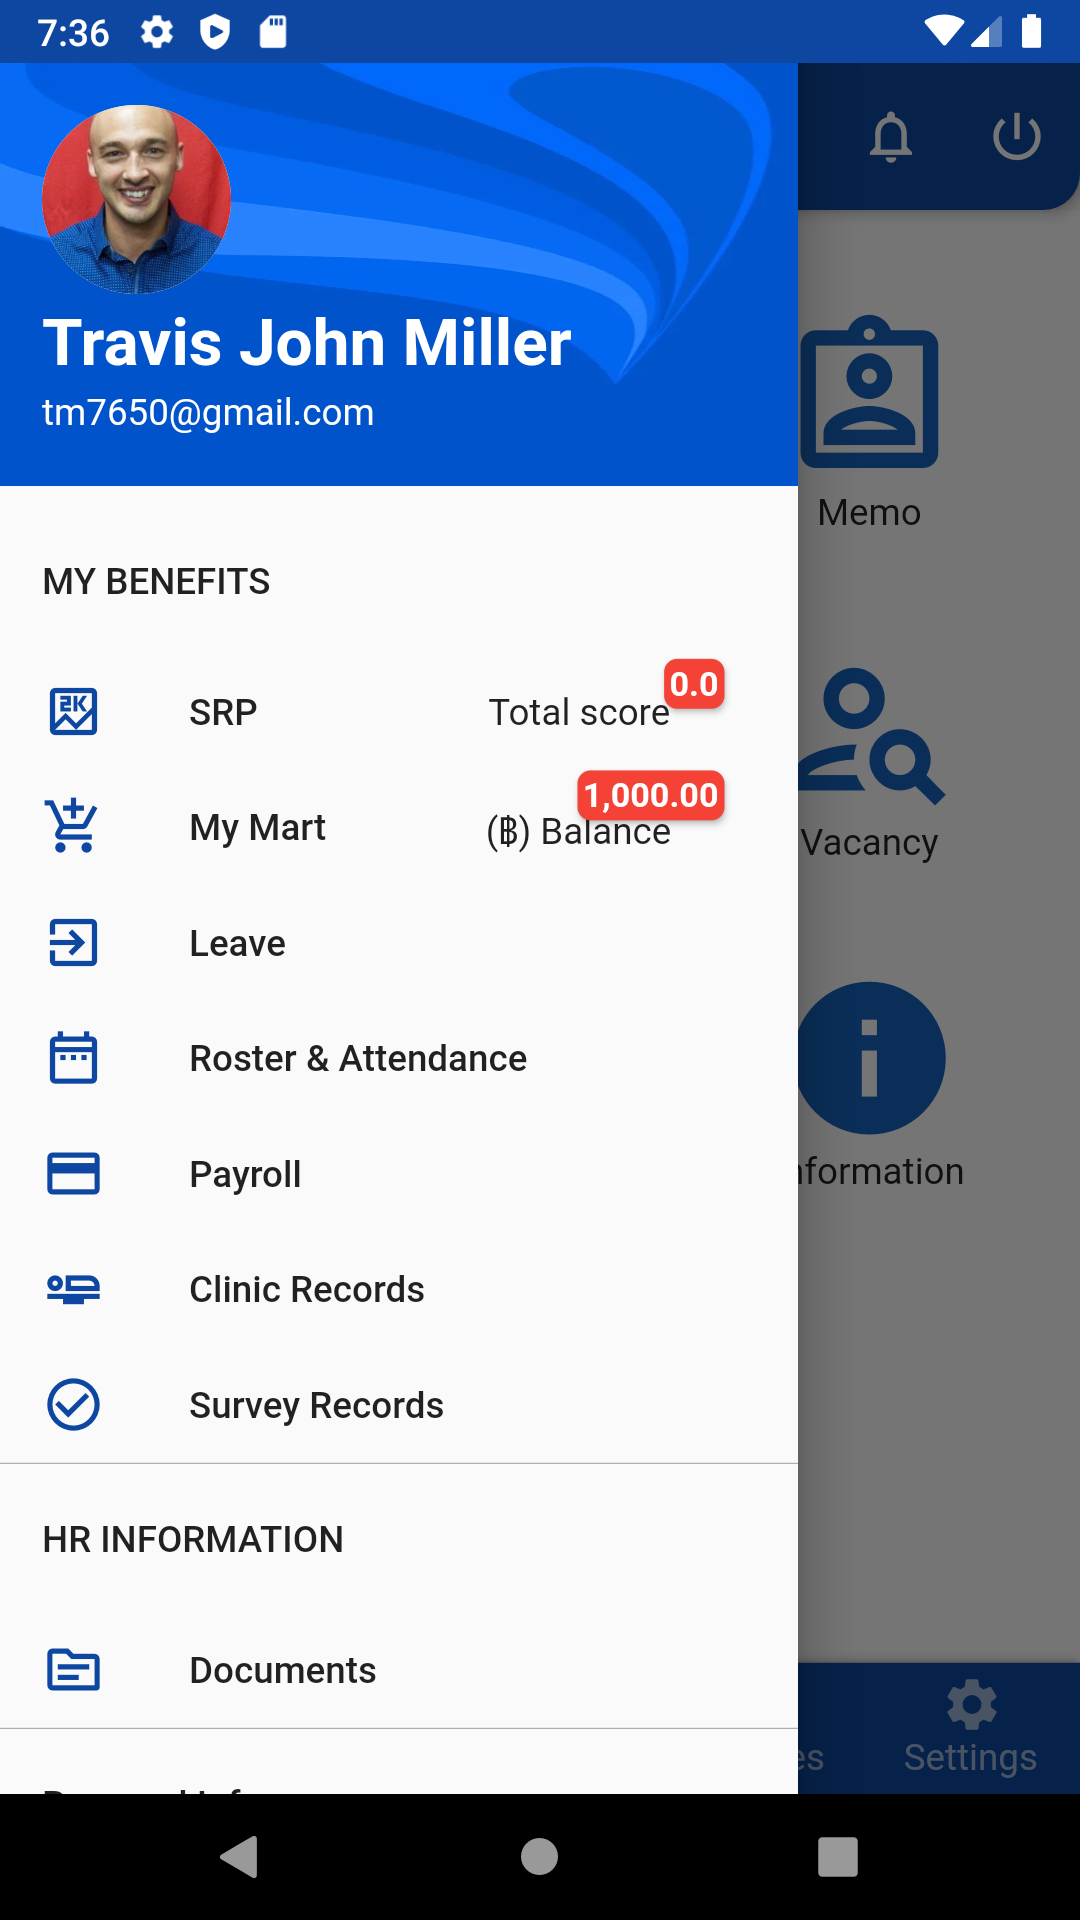 7:36
Travis John Miller
tm7650@gmail.com
MY BENEFITS
2K
SRP
Total score
0.0
My Mart
1,000.00
(฿) Balance
Leave
Roster & Attendance
Payroll
Clinic Records
Survey Records
HR INFORMATION
Documents
Memo
Vacancy
nformation
es
Settings